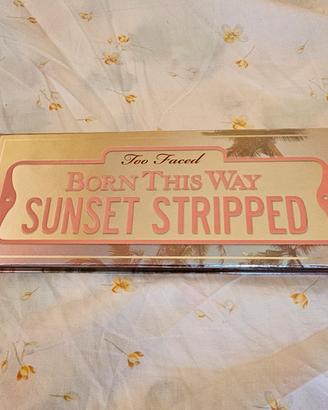 Too Faced
BORN THIS WAY
SUNSET STRIPPED